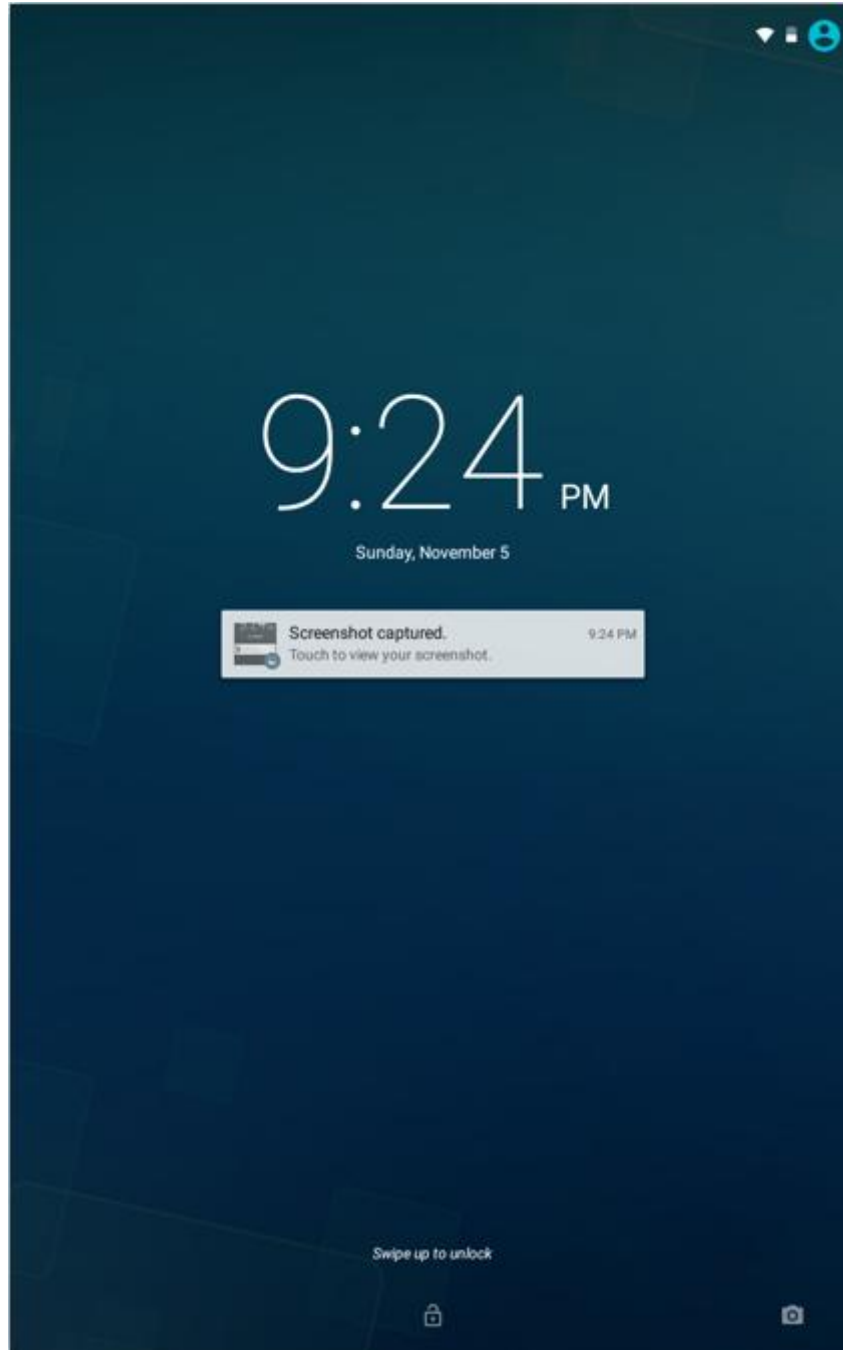 9:24 PM
Sunday, November 5
Screenshot captured. 9:24 PM
Touch to view your screenshot.
Swipe up to unlock